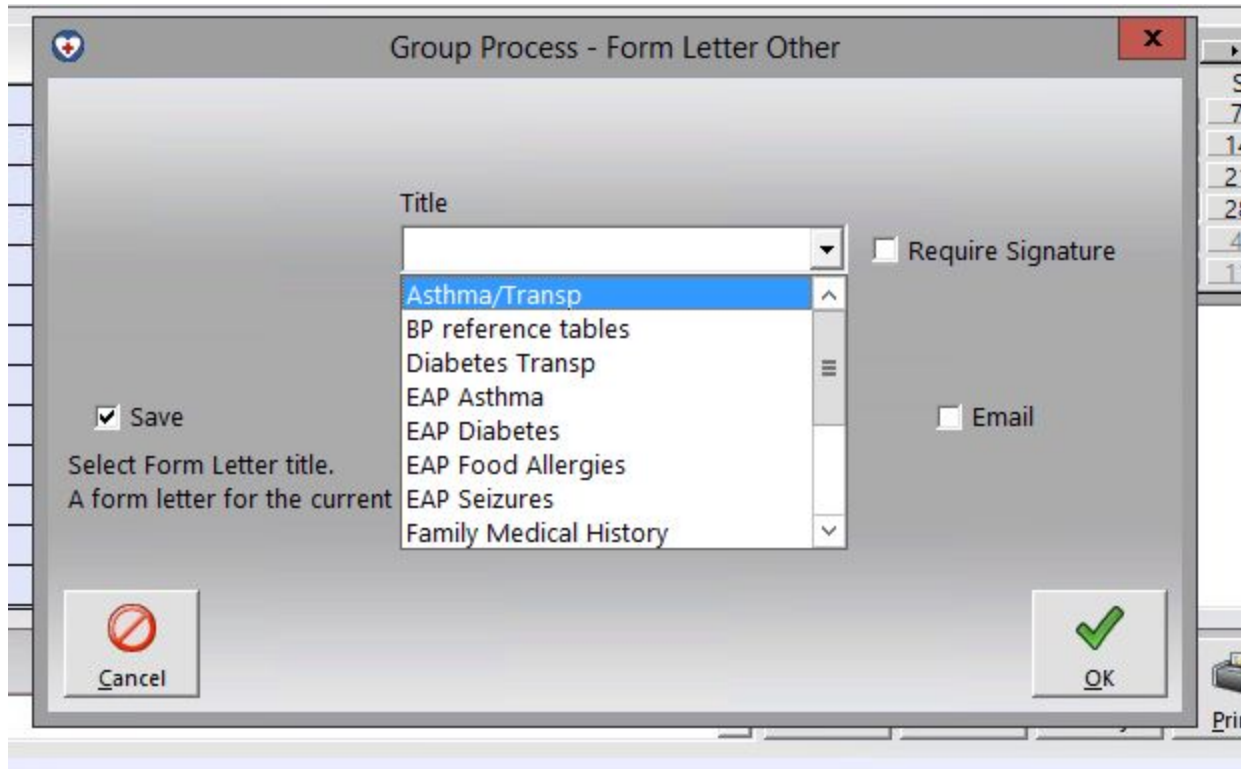 Group Process - Form Letter Other
x
Title
Require Signature
Asthma/Transp
BP reference tables
Diabetes Transp
EAP Asthma
EAP Diabetes
EAP Food Allergies
EAP Seizures
Family Medical History
Save
Email
Select Form Letter title.
A form letter for the current
Cancel
OK